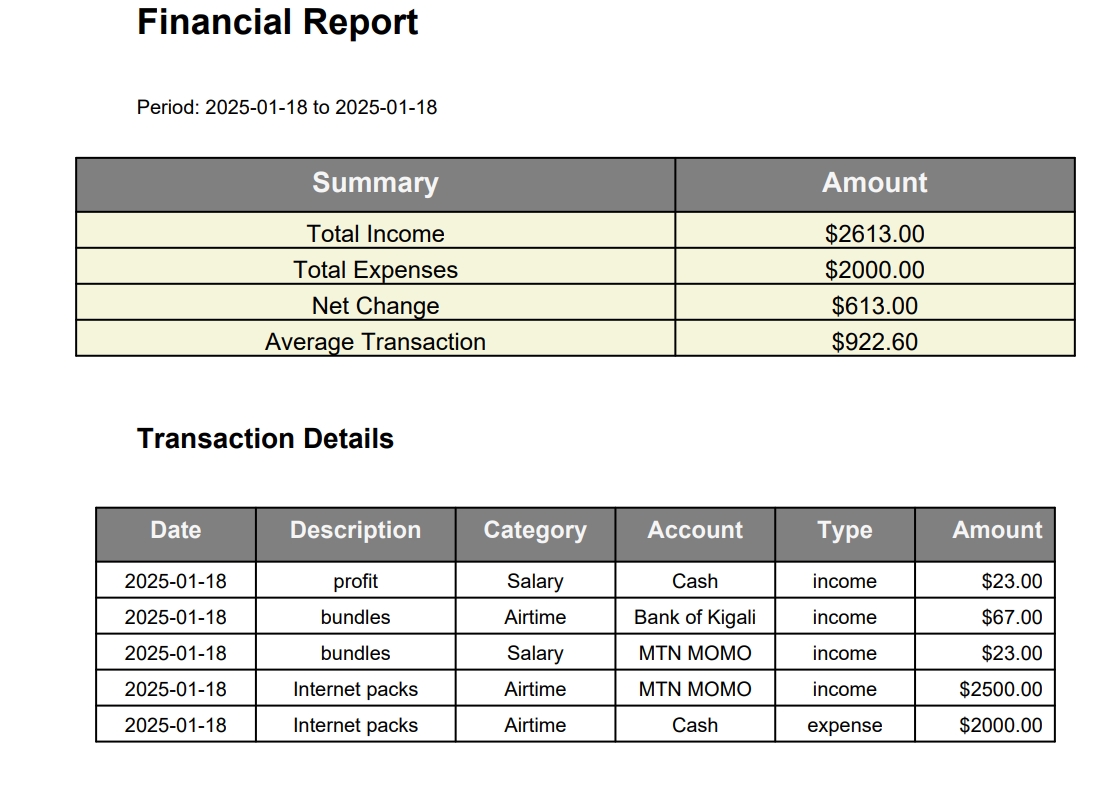 Financial Report
Period: 2025-01-18 to 2025-01-18
Summary Amount
Total Income $2613.00
Total Expenses $2000.00
Net Change $613.00
Average Transaction $922.60
Transaction Details
Date Description Category Account Type Amount
2025-01-18 profit Salary Cash income $23.00
2025-01-18 bundles Airtime Bank of Kigali income $67.00
2025-01-18 bundles Salary MTN MOMO income $23.00
2025-01-18 Internet packs Airtime MTN MOMO income $2500.00
2025-01-18 Internet packs Airtime Cash expense $2000.00